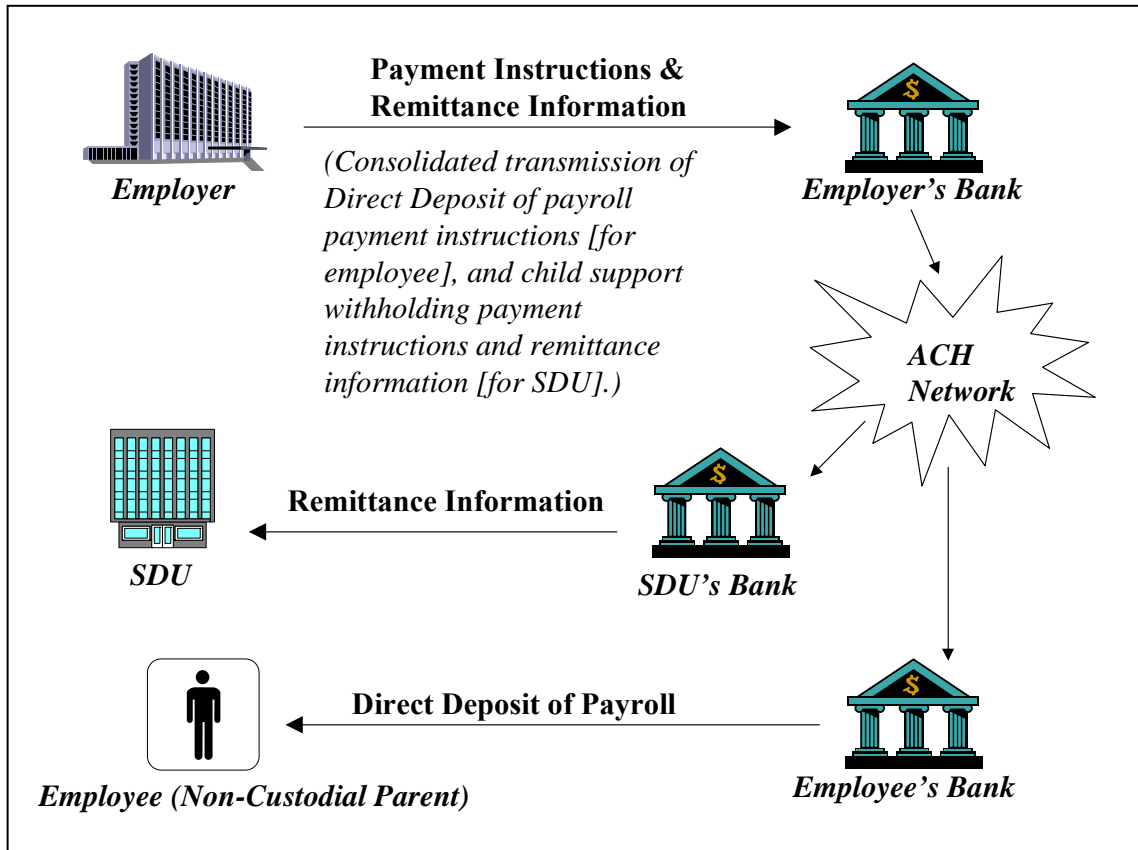 Payment Instructions &
Remittance Information
Employer
(Consolidated transmission of
Direct Deposit of payroll
payment instructions [for
employee], and child support
withholding payment
instructions and remittance
information [for SDU].)
$
Employer’s Bank
ACH
Network
Remittance Information
SDU
$
SDU’s Bank
Direct Deposit of Payroll
Employee (Non-Custodial Parent)
$
Employee’s Bank